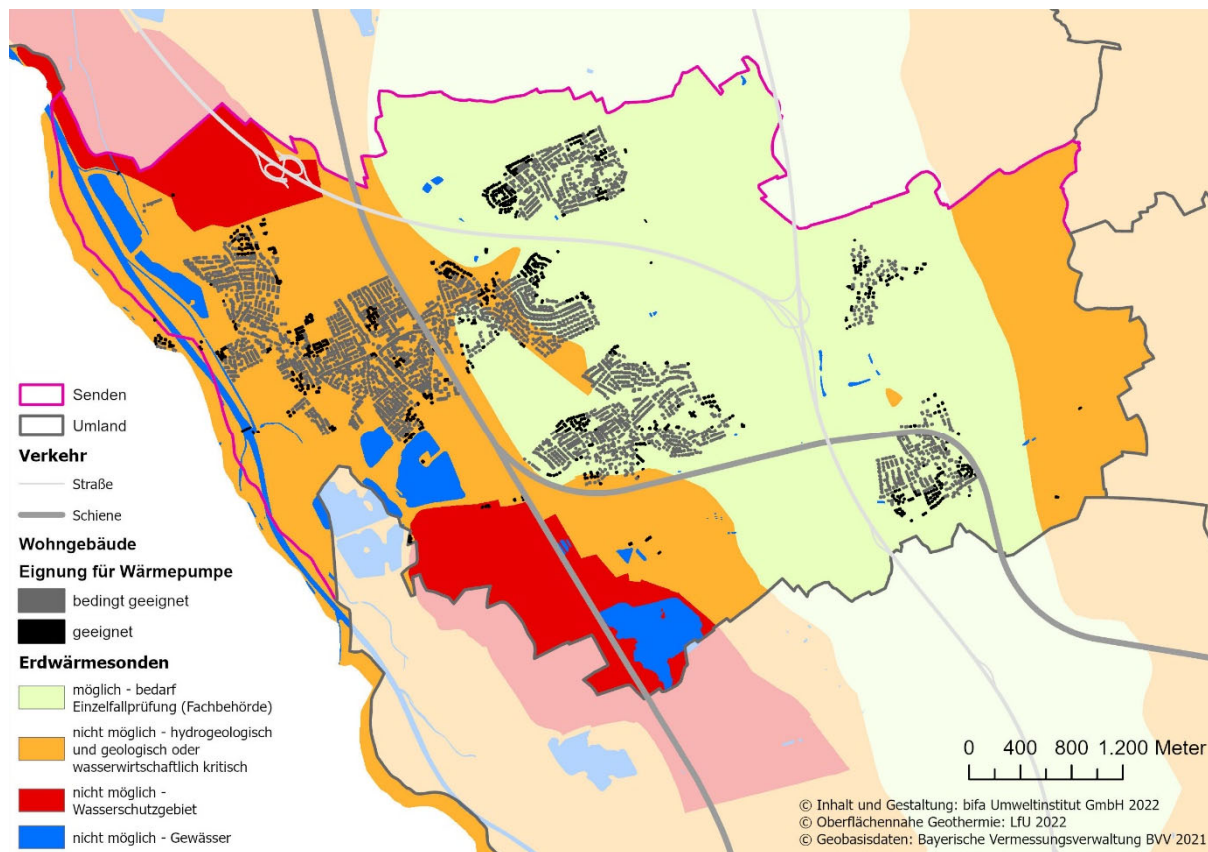 Senden
Umland
Verkehr
Straße
Schiene
Wohngebäude
Eignung für Wärmepumpe
bedingt geeignet
geeignet
Erdwärmesonden
möglich - bedarf
Einzelfallprüfung (Fachbehörde)
nicht möglich - hydrogeologisch
und geologisch oder
wasserwirtschaftlich kritisch
nicht möglich -
Wasserschutzgebiet
nicht möglich - Gewässer
0 400 800 1.200 Meter
© Inhalt und Gestaltung: bifa Umweltinstitut GmbH 2022
© Oberflächennahe Geothermie: LfU 2022
© Geobasisdaten: Bayerische Vermessungsverwaltung BVV 2021